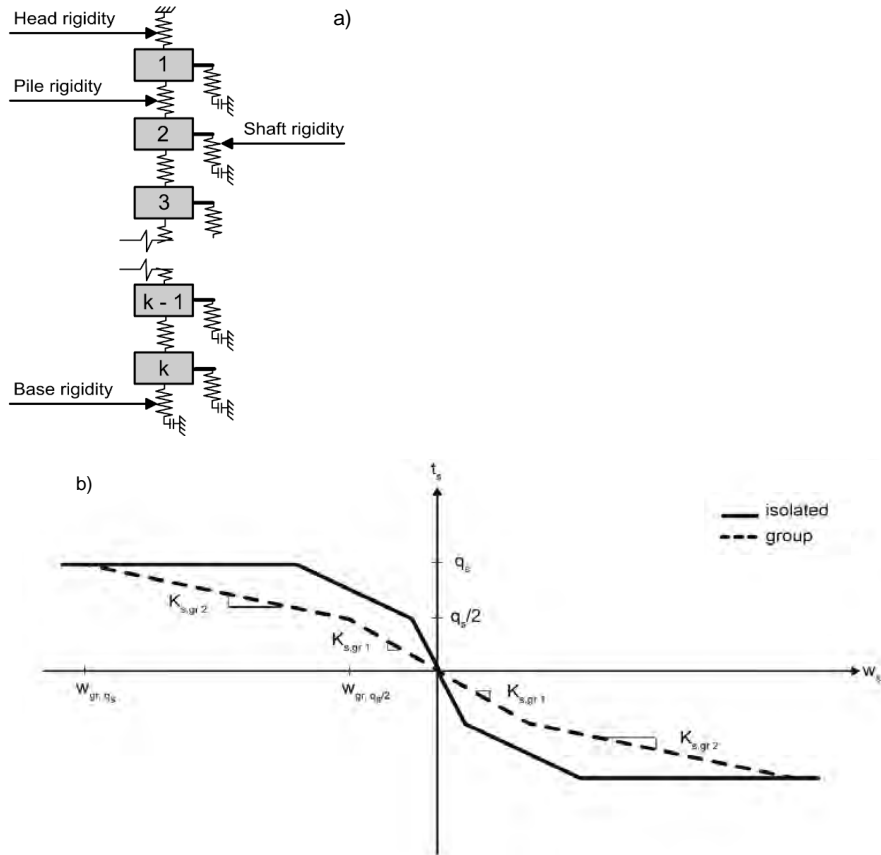 Head rigidity
a)
1
Pile rigidity
2
Shaft rigidity
3
k - 1
k
Base rigidity
b)
t_s
isolated
group
q_s
K_s,gr 2
q_s/2
K_s,gr 1
w_gr, q_s
w_gr, q_s/2
w_s
K_s,gr 1
K_s,gr 2